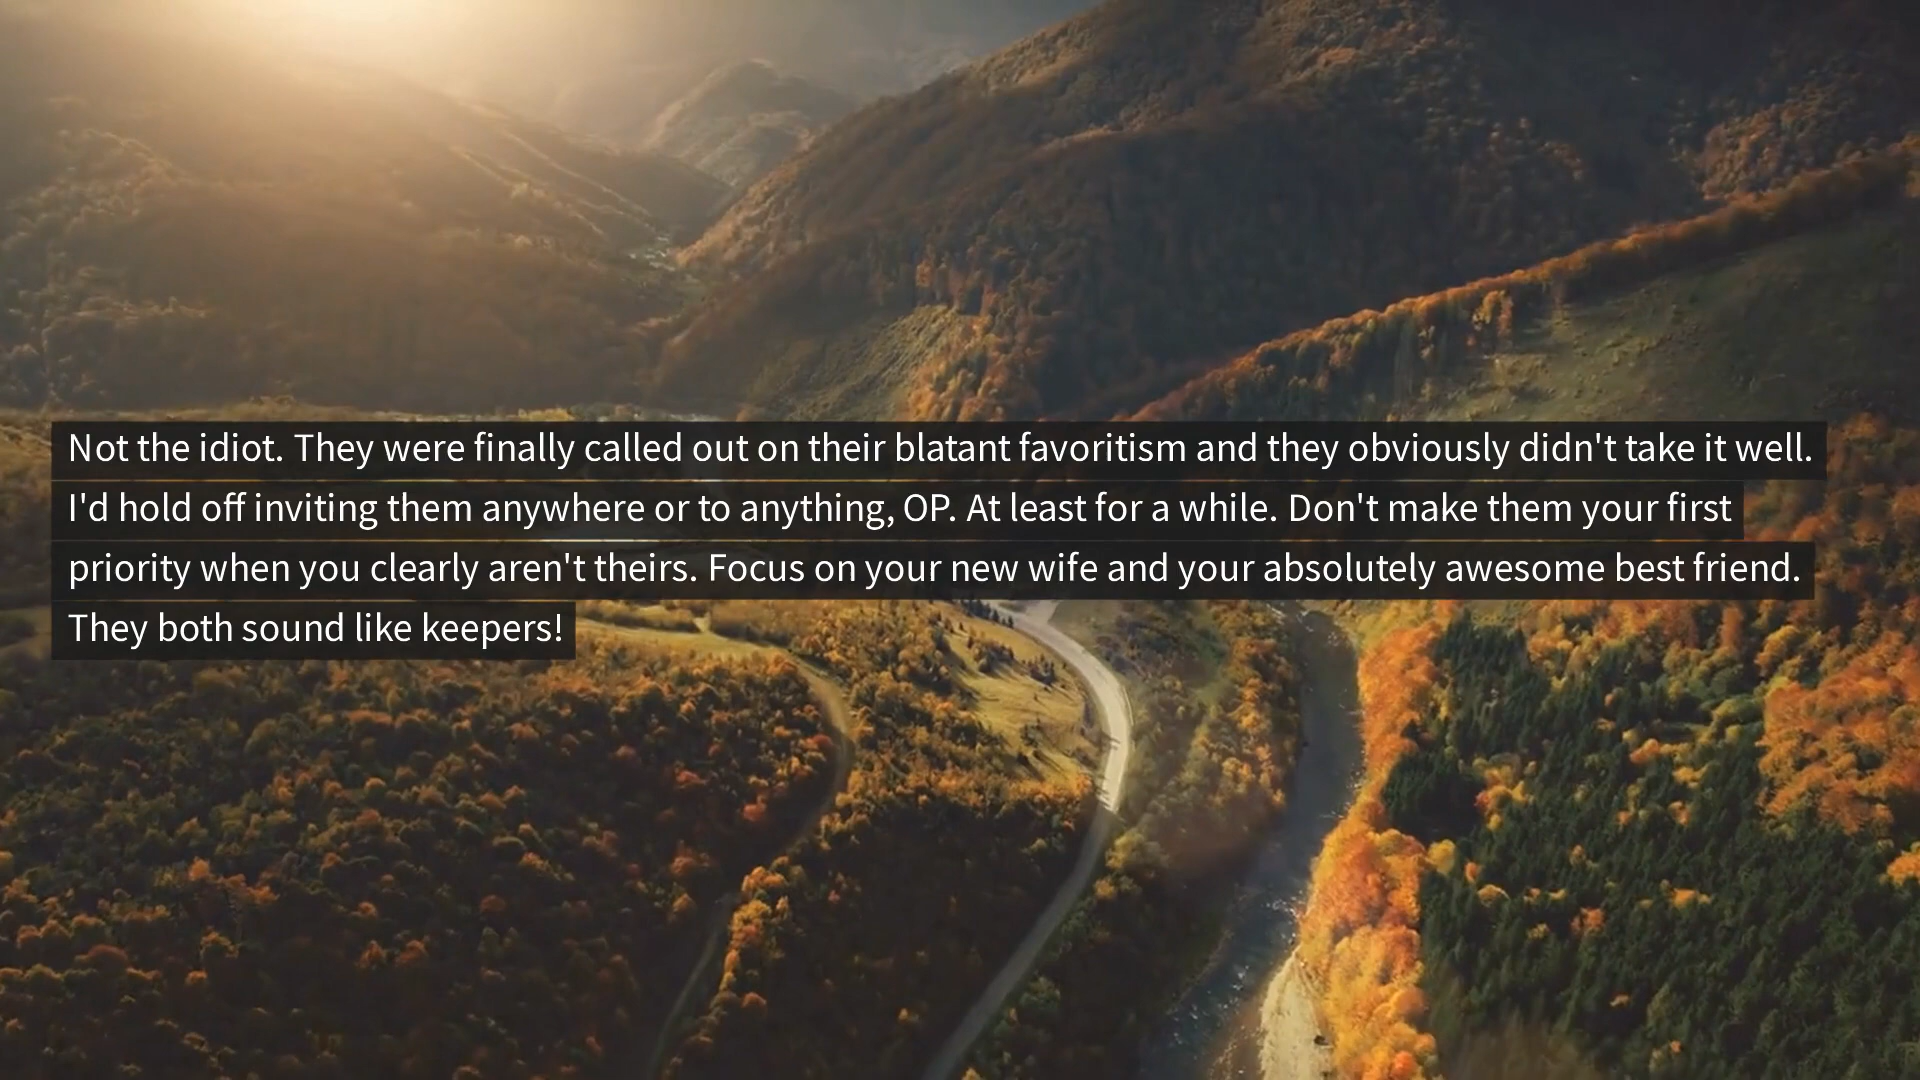 Not the idiot. They were finally called out on their blatant favoritism and they obviously didn't take it well.
I'd hold off inviting them anywhere or to anything, OP. At least for a while. Don't make them your first
priority when you clearly aren't theirs. Focus on your new wife and your absolutely awesome best friend.
They both sound like keepers!